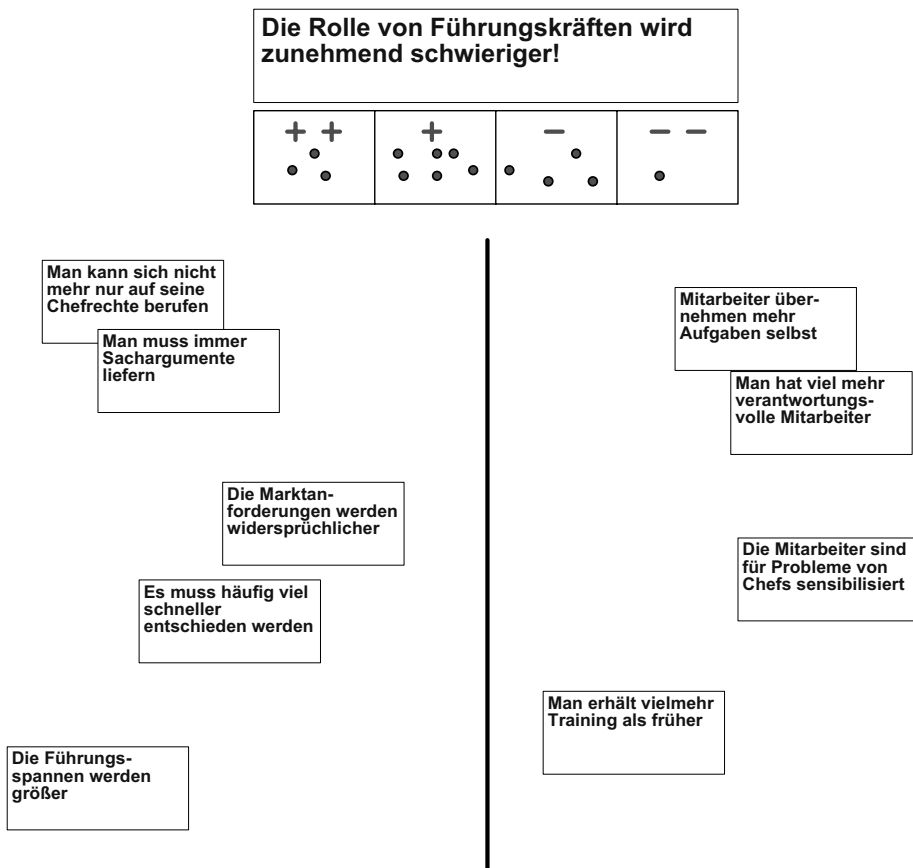 Die Rolle von Führungskräften wird
zunehmend schwieriger!
+ +
+
−
− −
Man kann sich nicht
mehr nur auf seine
Chefrechte berufen
Man muss immer
Sachargumente
liefern
Die Marktan-
forderungen werden
widersprüchlicher
Es muss häufig viel
schneller
entschieden werden
Die Führungs-
spannen werden
größer
Mitarbeiter über-
nehmen mehr
Aufgaben selbst
Man hat viel mehr
verantwortungs-
volle Mitarbeiter
Die Mitarbeiter sind
für Probleme von
Chefs sensibilisiert
Man erhält vielmehr
Training als früher